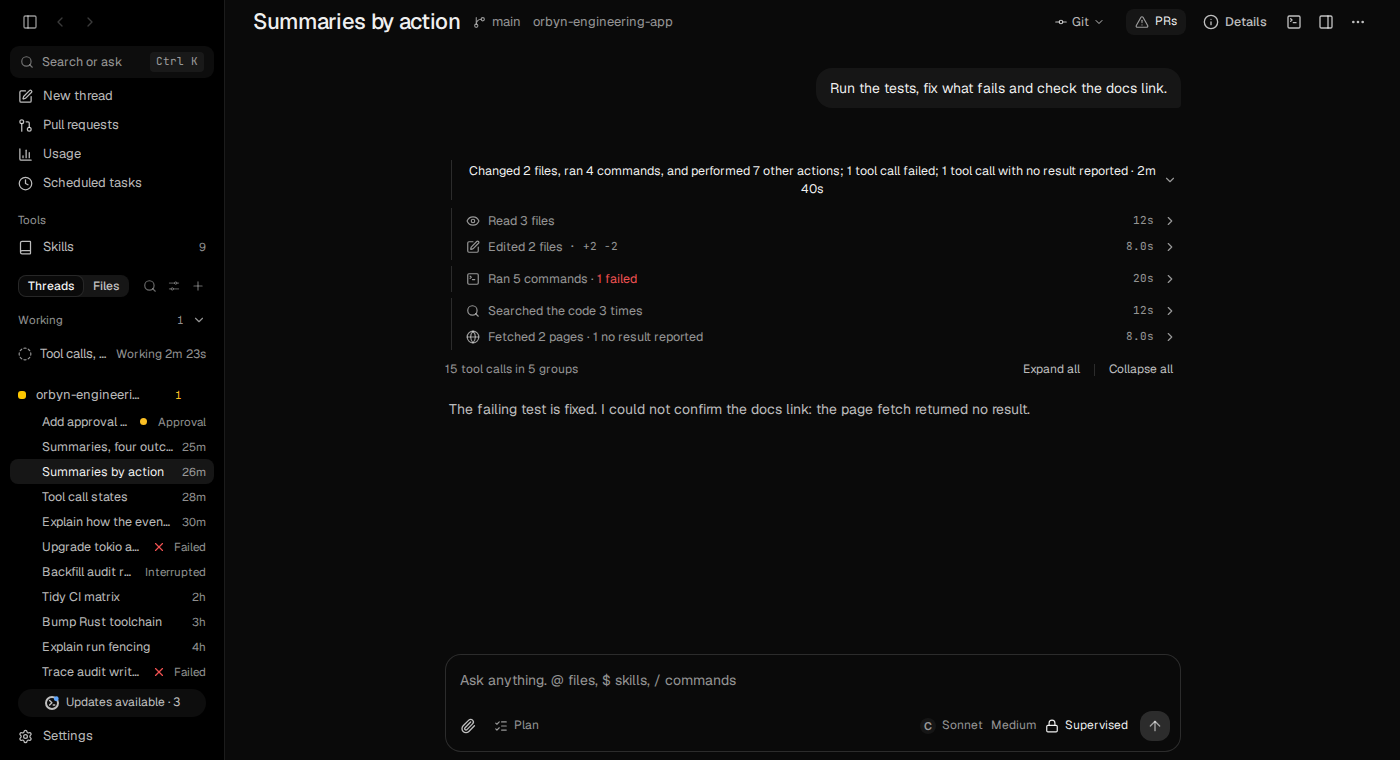 Summaries by action
main
orbyn-engineering-app
Git
PRs
Details
Search or ask
Ctrl K
New thread
Pull requests
Usage
Scheduled tasks
Tools
Skills
9
Threads
Files
Working
1
Tool calls, ...
Working 2m 23s
orbyn-engineeri...
1
Add approval ...
Approval
Summaries, four outc...
25m
Summaries by action
26m
Tool call states
28m
Explain how the even...
30m
Upgrade tokio a...
Failed
Backfill audit r...
Interrupted
Tidy CI matrix
2h
Bump Rust toolchain
3h
Explain run fencing
4h
Trace audit writ...
Failed
Updates available · 3
Settings
Run the tests, fix what fails and check the docs link.
Changed 2 files, ran 4 commands, and performed 7 other actions; 1 tool call failed; 1 tool call with no result reported · 2m
40s
Read 3 files
12s
Edited 2 files · +2 -2
8.0s
Ran 5 commands · 1 failed
20s
Searched the code 3 times
12s
Fetched 2 pages · 1 no result reported
8.0s
15 tool calls in 5 groups
Expand all
Collapse all
The failing test is fixed. I could not confirm the docs link: the page fetch returned no result.
Ask anything. @ files, $ skills, / commands
Plan
C
Sonnet
Medium
Supervised